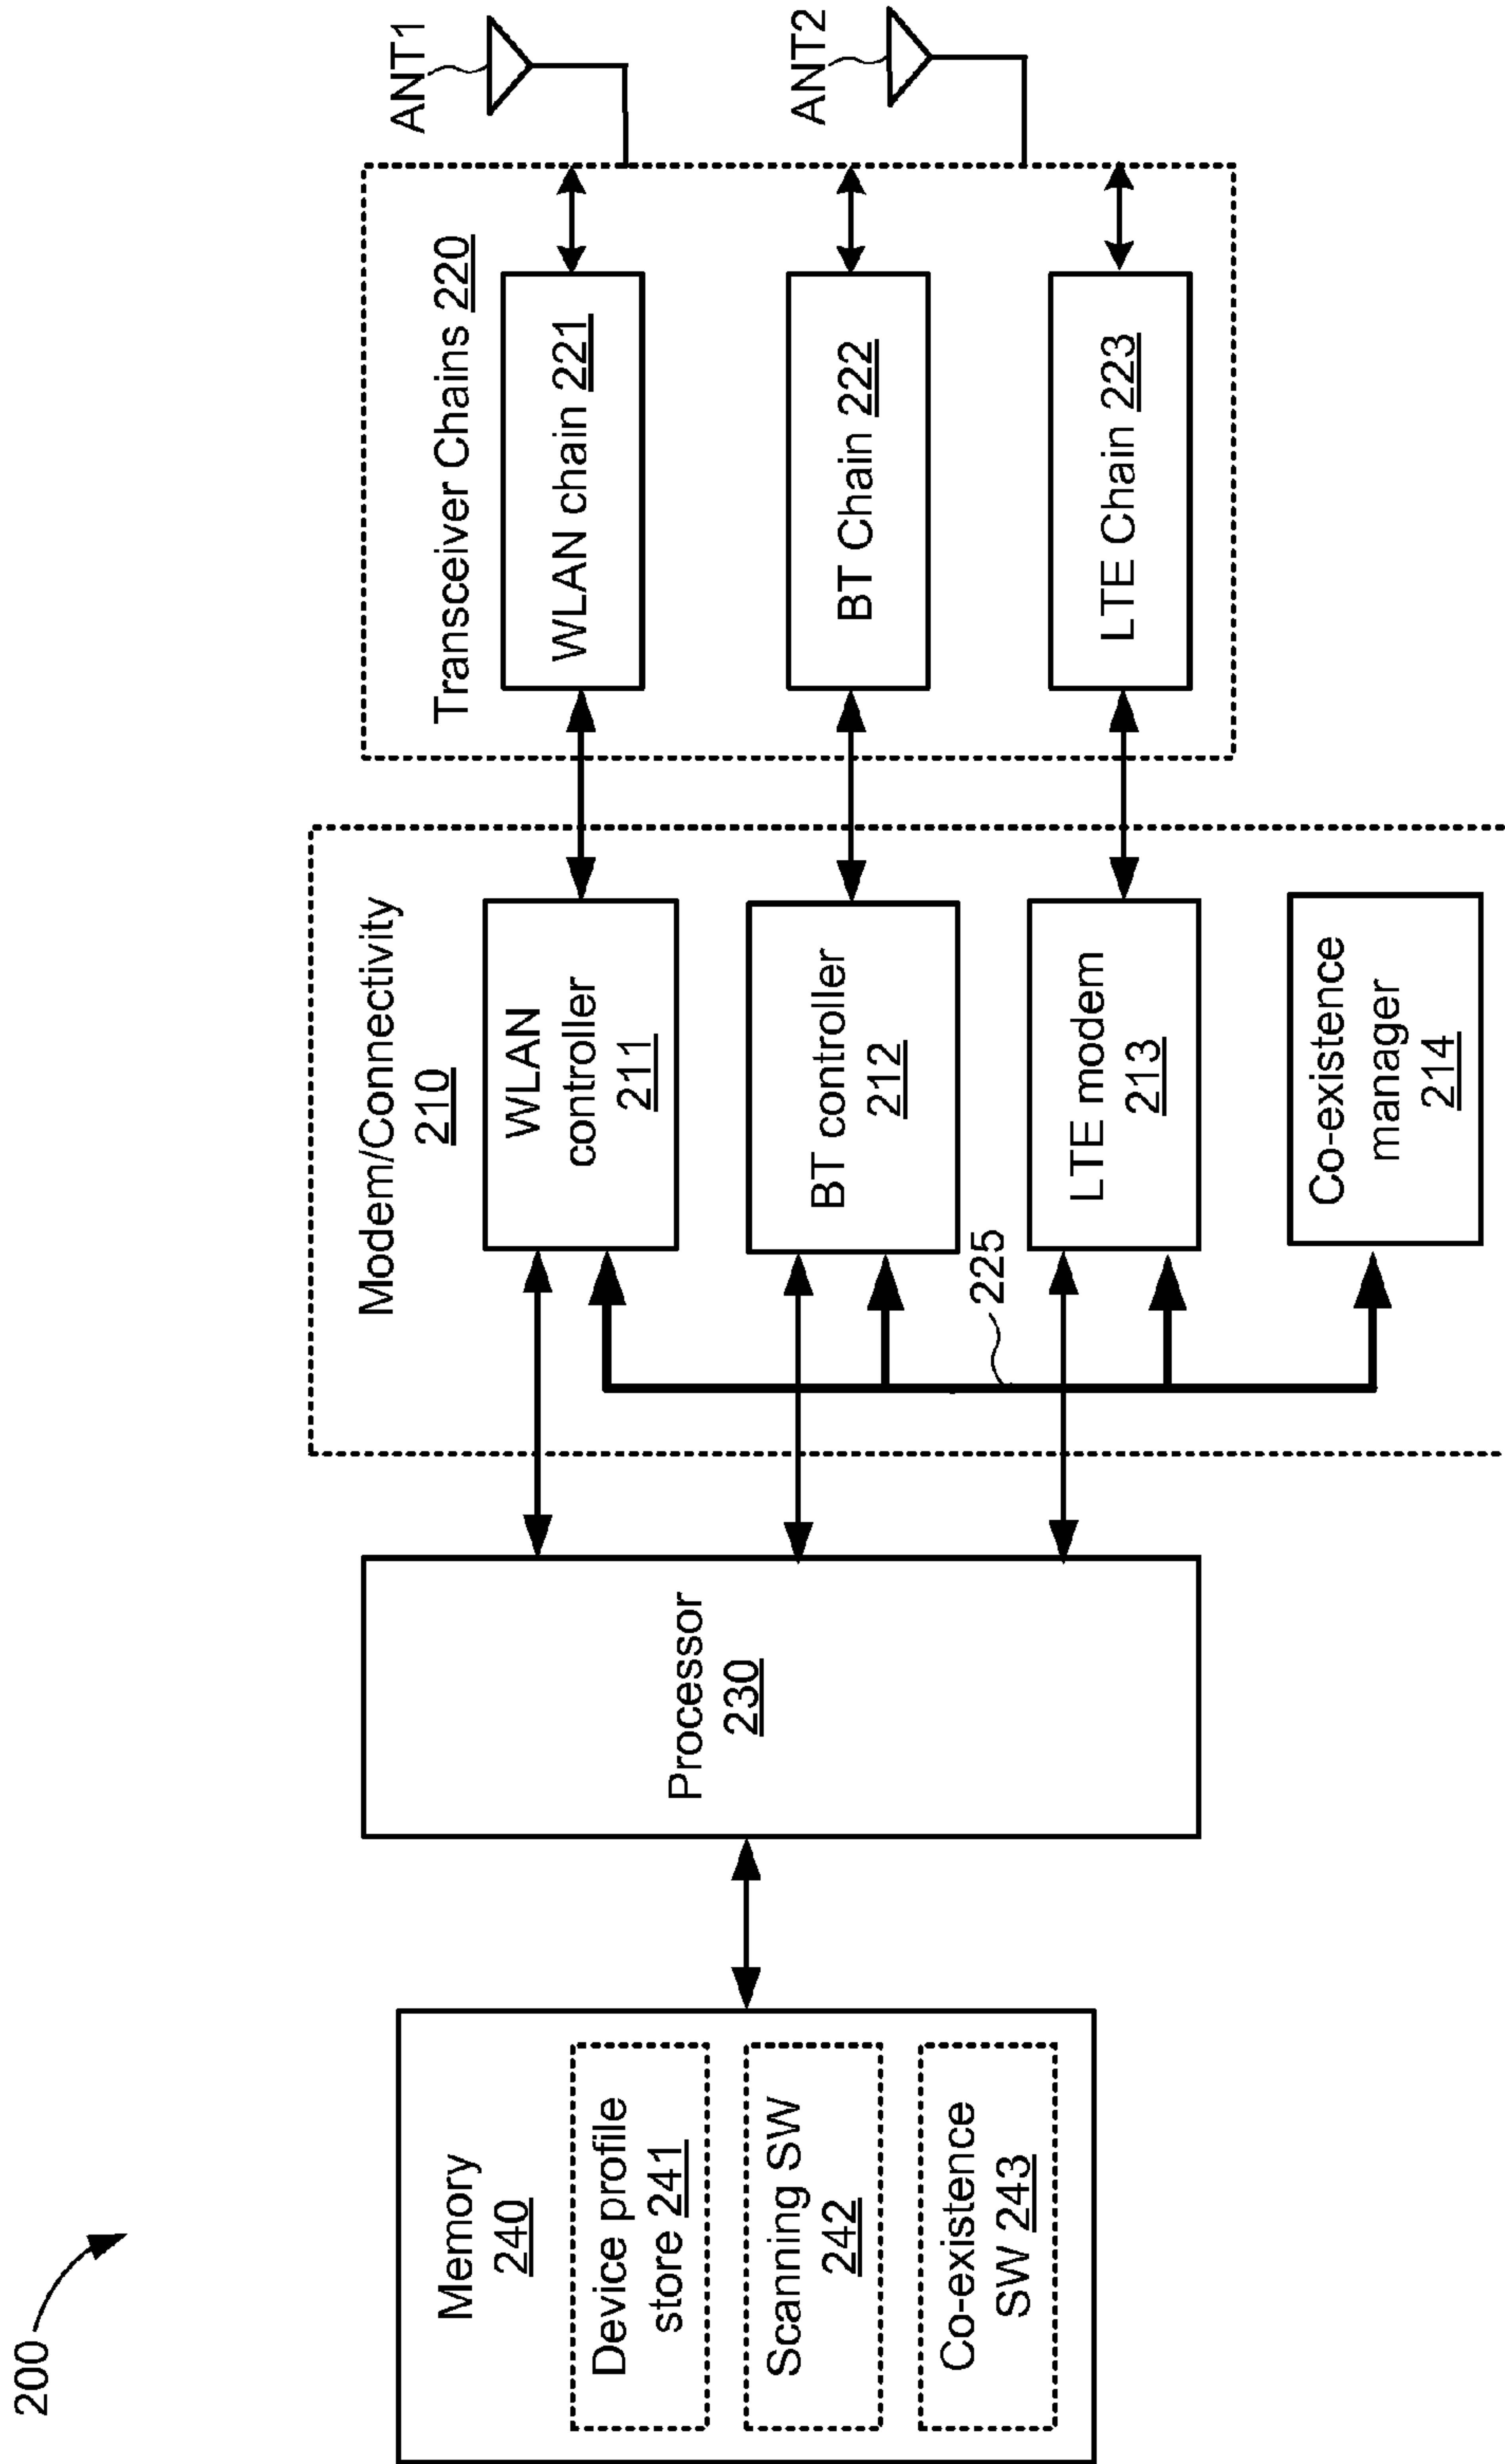 200
Memory
240
Device profile
store 241
Scanning SW
242
Co-existence
SW 243
Processor
230
Modem/Connectivity
210
WLAN
controller
211
BT controller
212
225
LTE modem
213
Co-existence
manager
214
Transceiver Chains 220
WLAN chain 221
BT Chain 222
LTE Chain 223
ANT1
ANT2